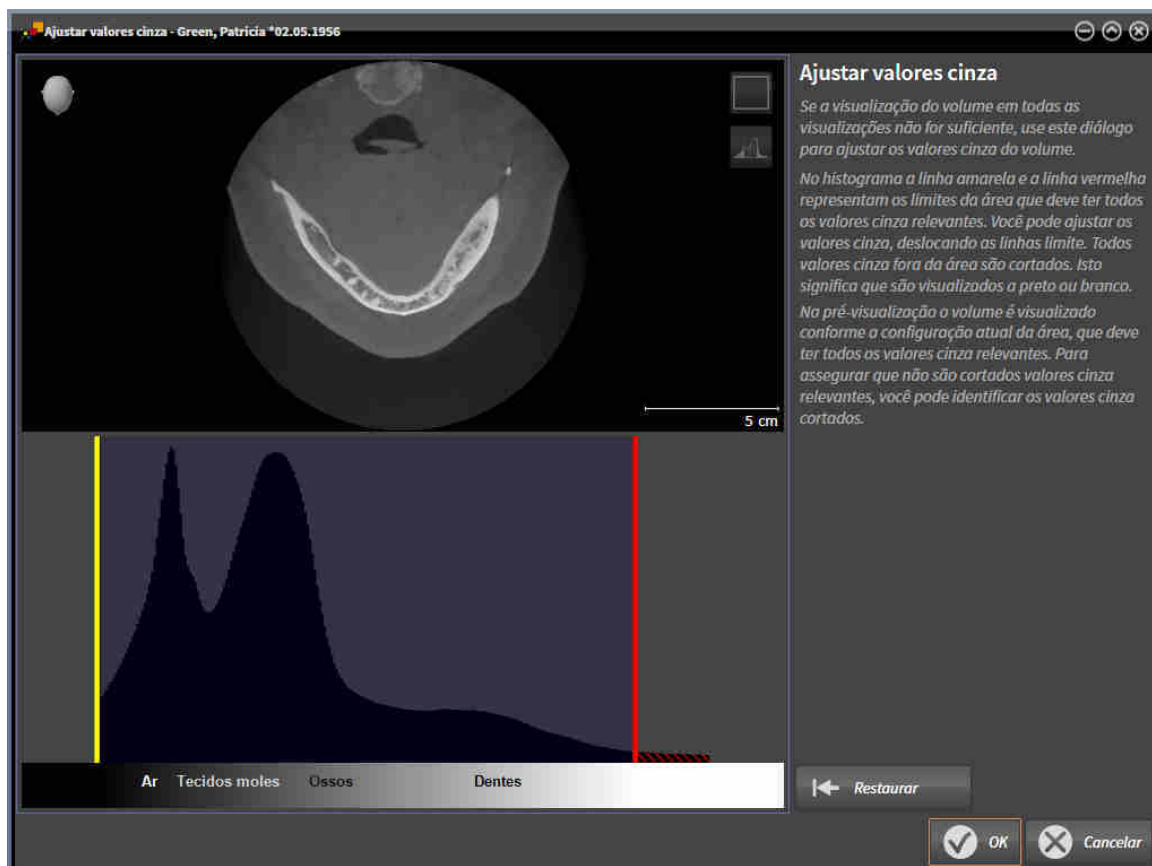 Ajustar valores cinza - Green, Patricia *02.05.1956
Ajustar valores cinza
Se a visualização do volume em todas as
visualizações não for suficiente, use este diálogo
para ajustar os valores cinza do volume.
No histograma a linha amarela e a linha vermelha
representam os limites da área que deve ter todos
os valores cinza relevantes. Você pode ajustar os
valores cinza, deslocando as linhas limite. Todos
valores cinza fora da área são cortados. Isto
significa que são visualizados a preto ou branco.
Na pré-visualização o volume é visualizado
conforme a configuração atual da área, que deve
ter todos os valores cinza relevantes. Para
assegurar que não são cortados valores cinza
relevantes, você pode identificar os valores cinza
cortados.
5 cm
Ar Tecidos moles Ossos Dentes
Restaurar
OK Cancelar